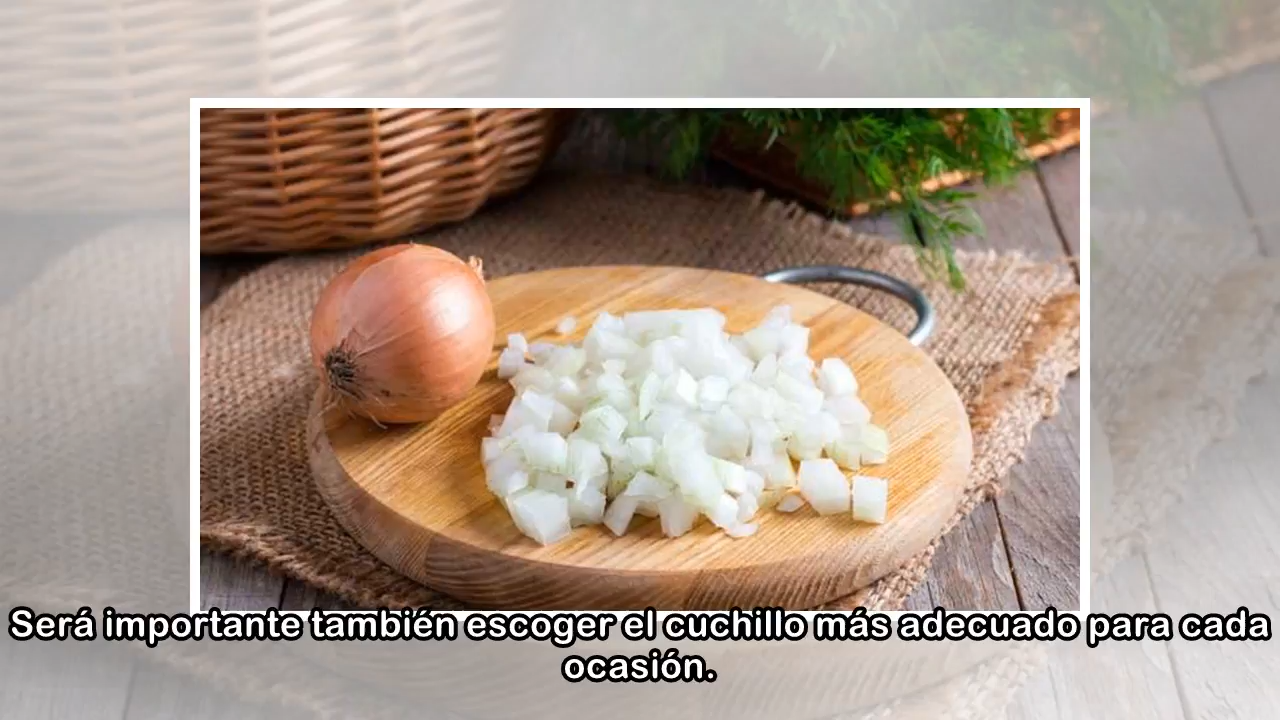 Será importante también escoger el cuchillo más adecuado para cada
ocasión.